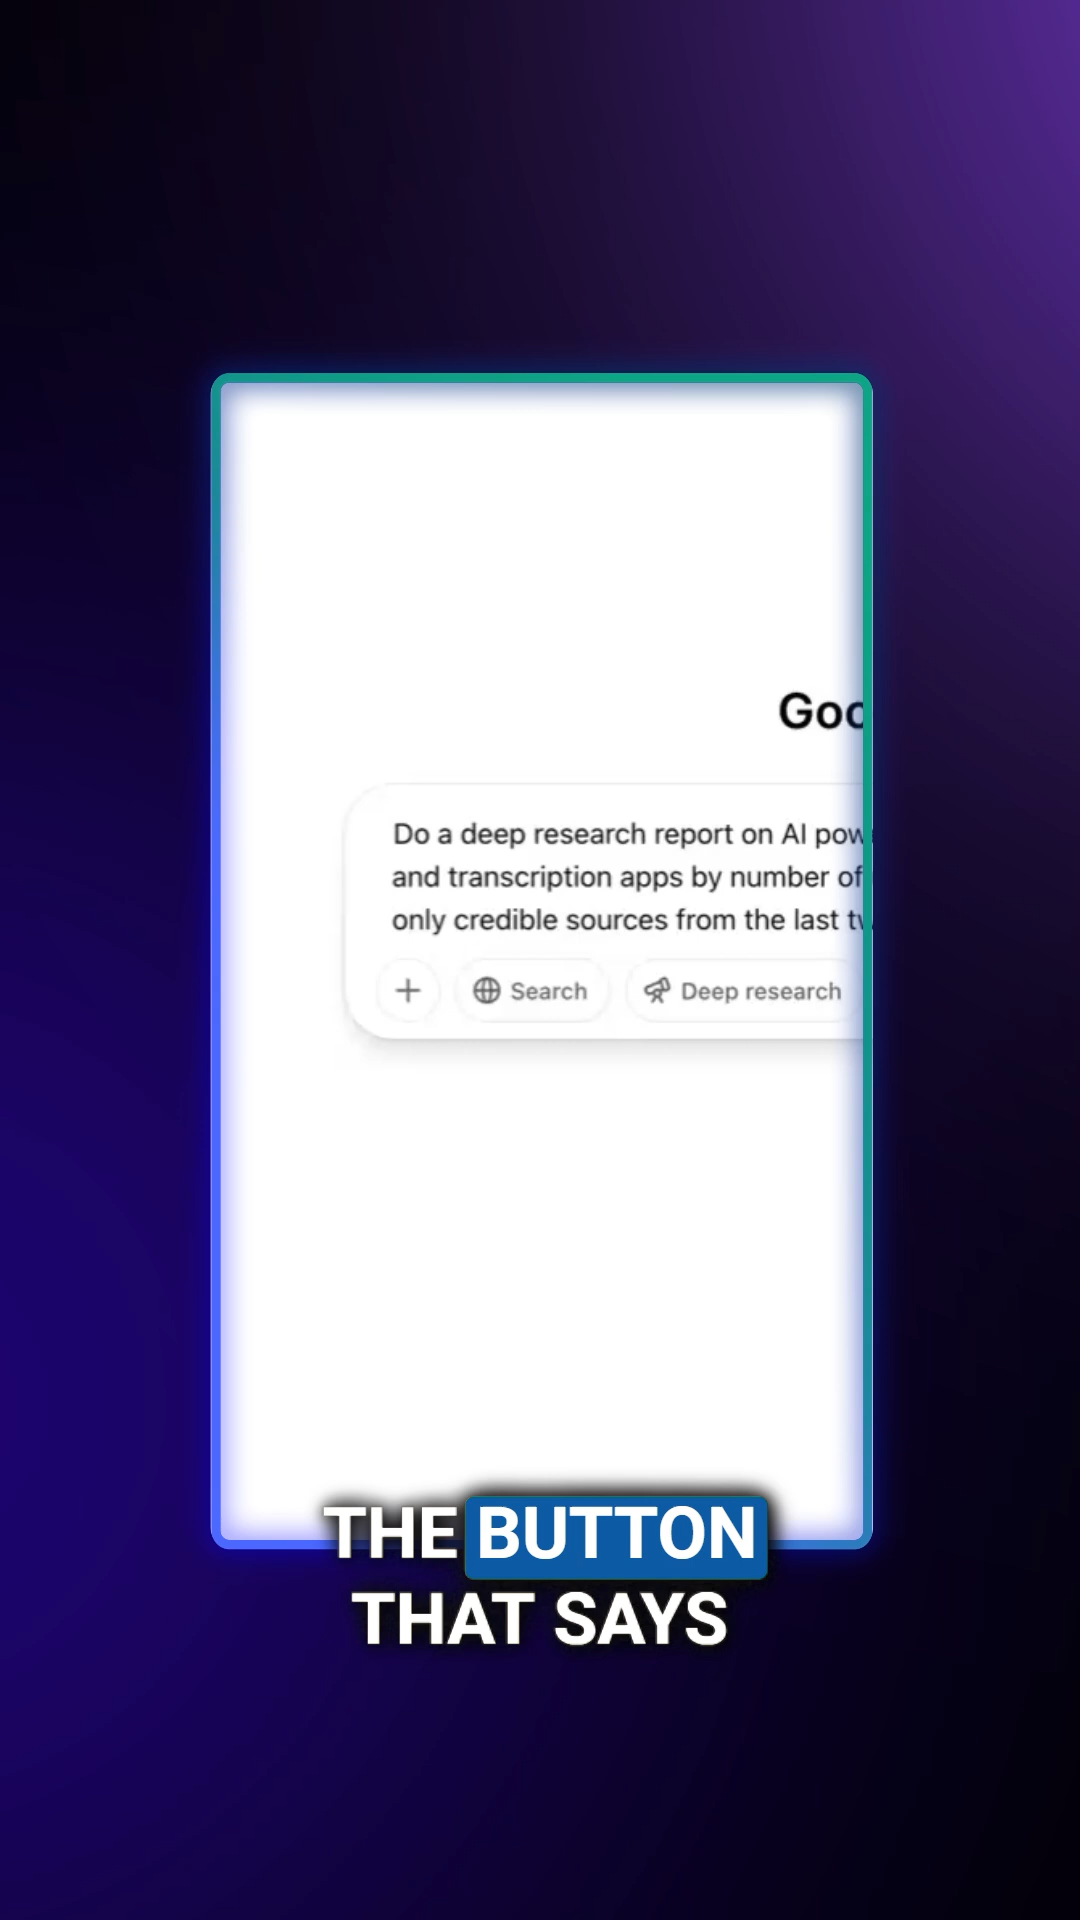 Goo
Do a deep research report on AI pow
and transcription apps by number of
only credible sources from the last tw
Search
Deep research
THE BUTTON
THAT SAYS